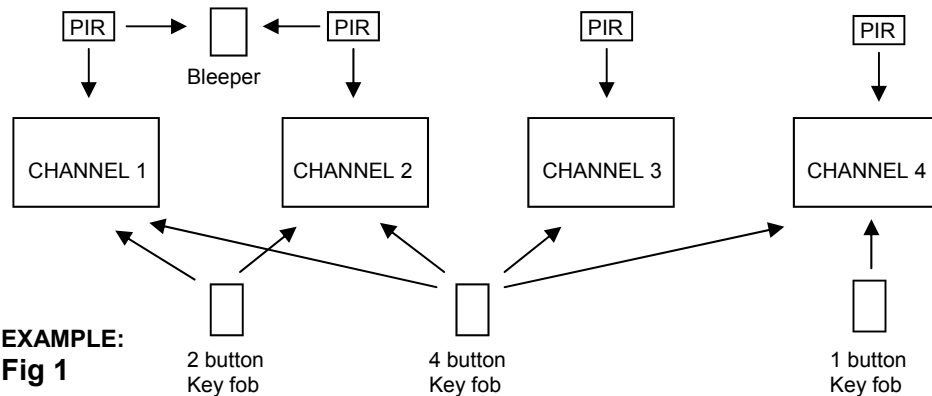 PIR
PIR
PIR
PIR
Bleeper
CHANNEL 1
CHANNEL 2
CHANNEL 3
CHANNEL 4
EXAMPLE:
Fig 1
2 button
Key fob
4 button
Key fob
1 button
Key fob